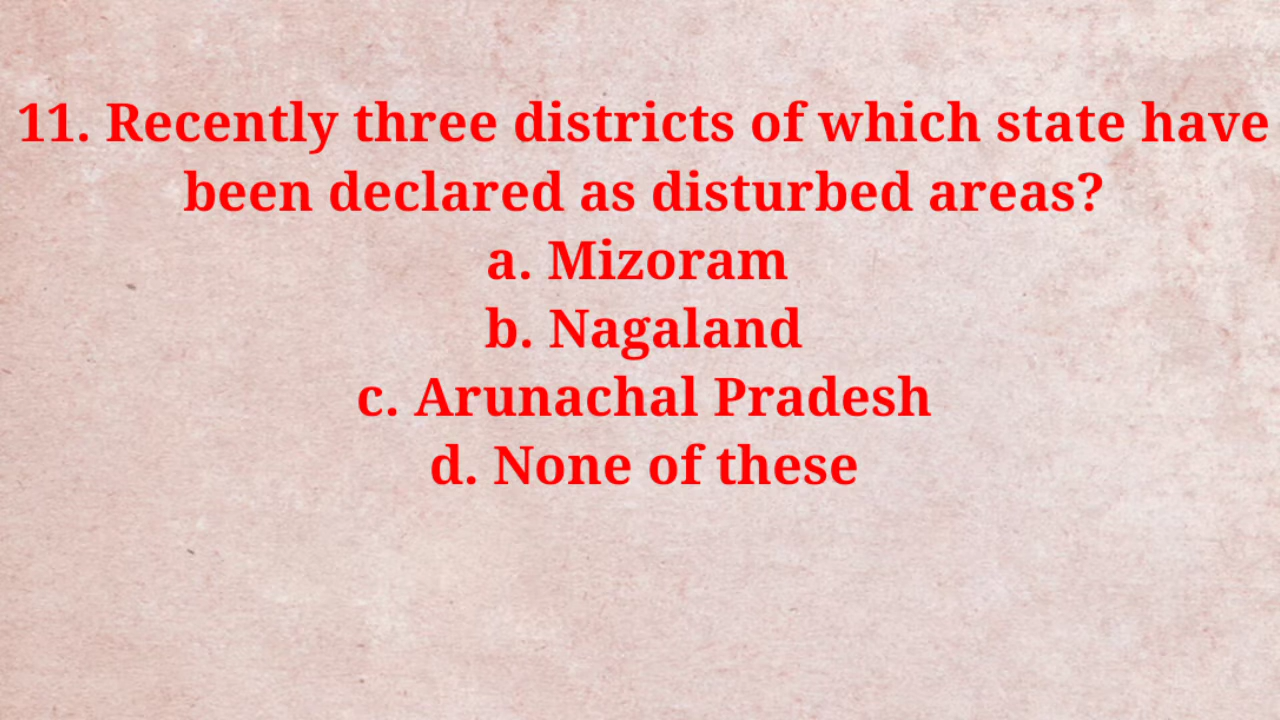 11. Recently three districts of which state have
been declared as disturbed areas?
a. Mizoram
b. Nagaland
c. Arunachal Pradesh
d. None of these